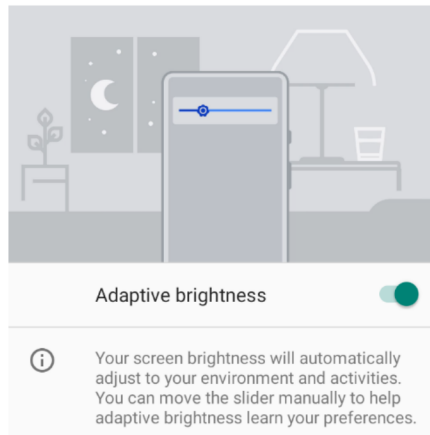 Adaptive brightness
Your screen brightness will automatically
adjust to your environment and activities.
You can move the slider manually to help
adaptive brightness learn your preferences.